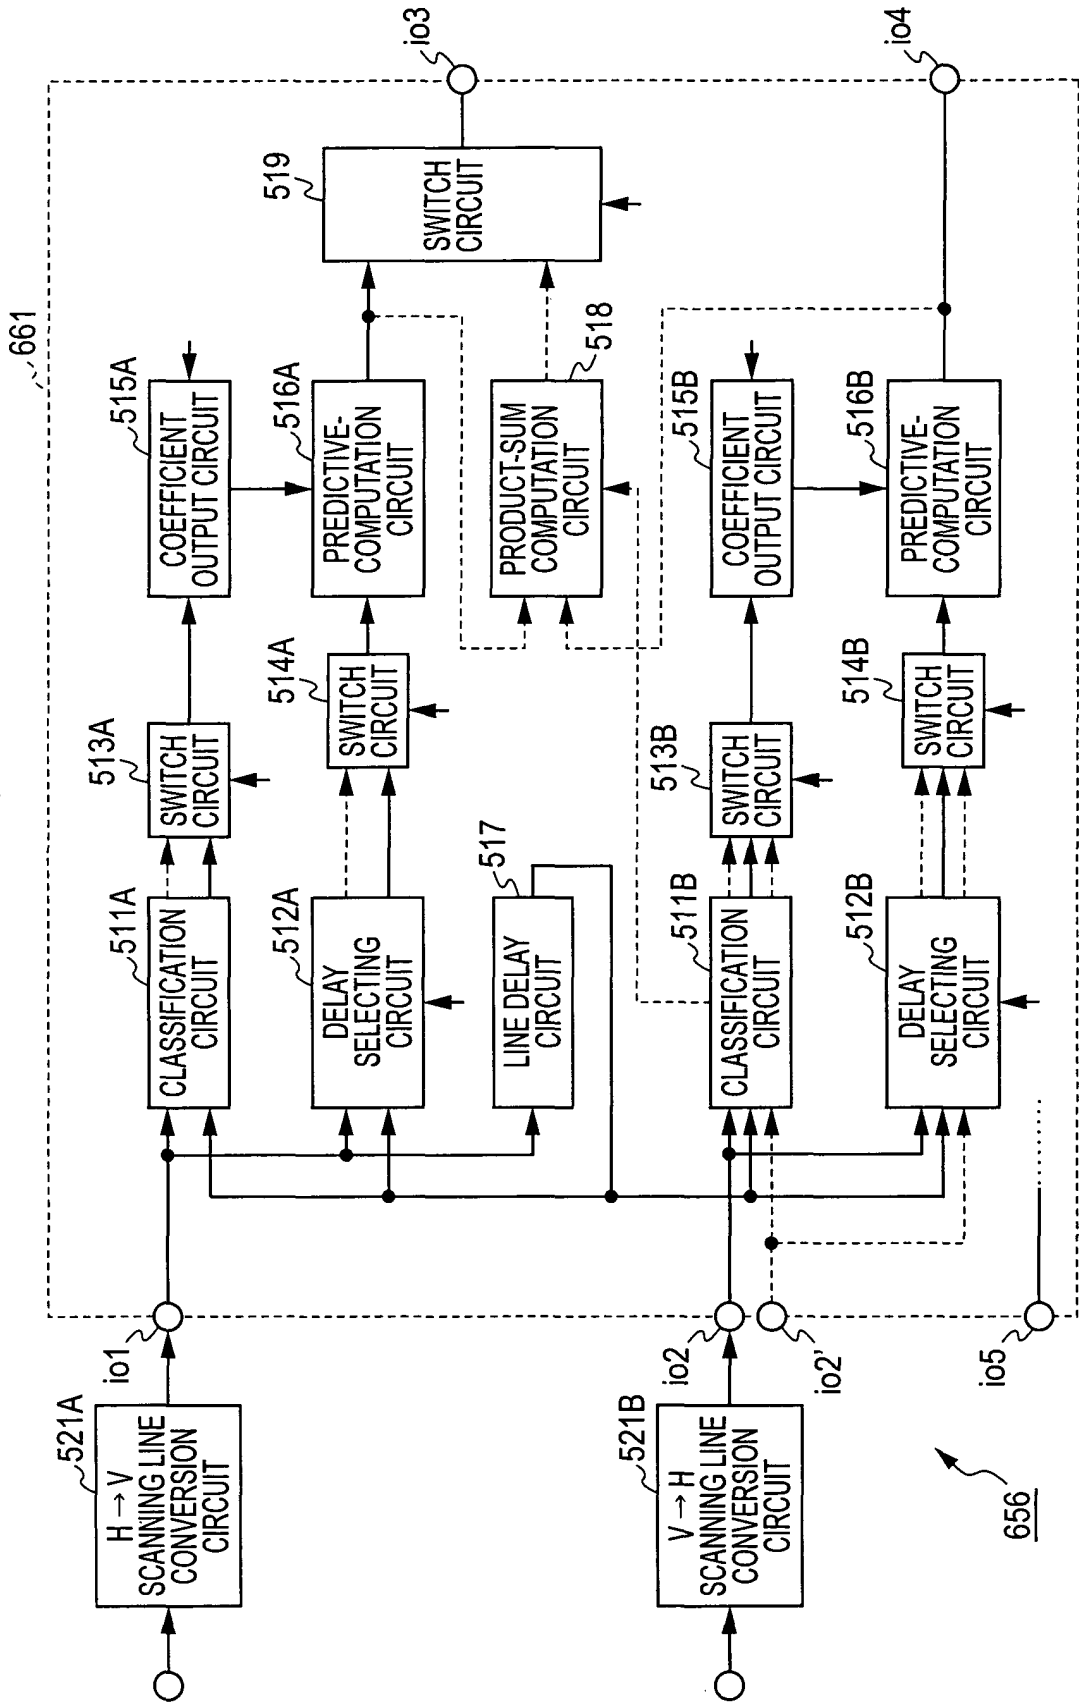 661
521A
H → V
SCANNING LINE
CONVERSION
CIRCUIT
io1
511A
CLASSIFICATION
CIRCUIT
513A
SWITCH
CIRCUIT
515A
COEFFICIENT
OUTPUT CIRCUIT
512A
DELAY
SELECTING
CIRCUIT
514A
SWITCH
CIRCUIT
516A
PREDICTIVE-
COMPUTATION
CIRCUIT
519
SWITCH
CIRCUIT
io3
517
LINE DELAY
CIRCUIT
518
PRODUCT-SUM
COMPUTATION
CIRCUIT
521B
V → H
SCANNING LINE
CONVERSION
CIRCUIT
io2
io2'
511B
CLASSIFICATION
CIRCUIT
513B
SWITCH
CIRCUIT
515B
COEFFICIENT
OUTPUT CIRCUIT
512B
DELAY
SELECTING
CIRCUIT
514B
SWITCH
CIRCUIT
516B
PREDICTIVE-
COMPUTATION
CIRCUIT
io4
io5
656